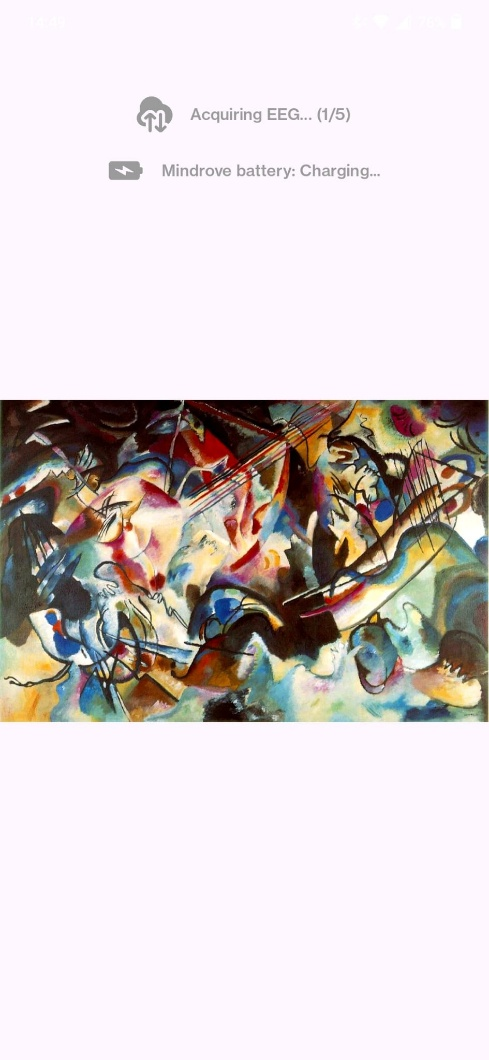 Acquiring EEG... (1/5)
Mindrove battery: Charging...